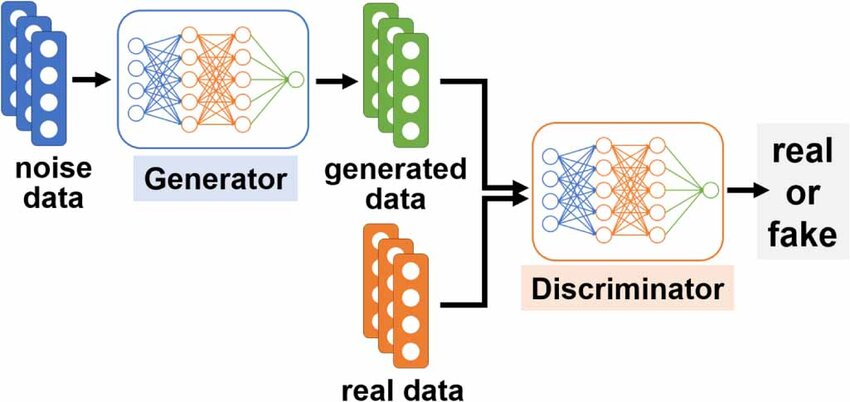 noise
data
Generator
generated
data
real data
Discriminator
real
or
fake